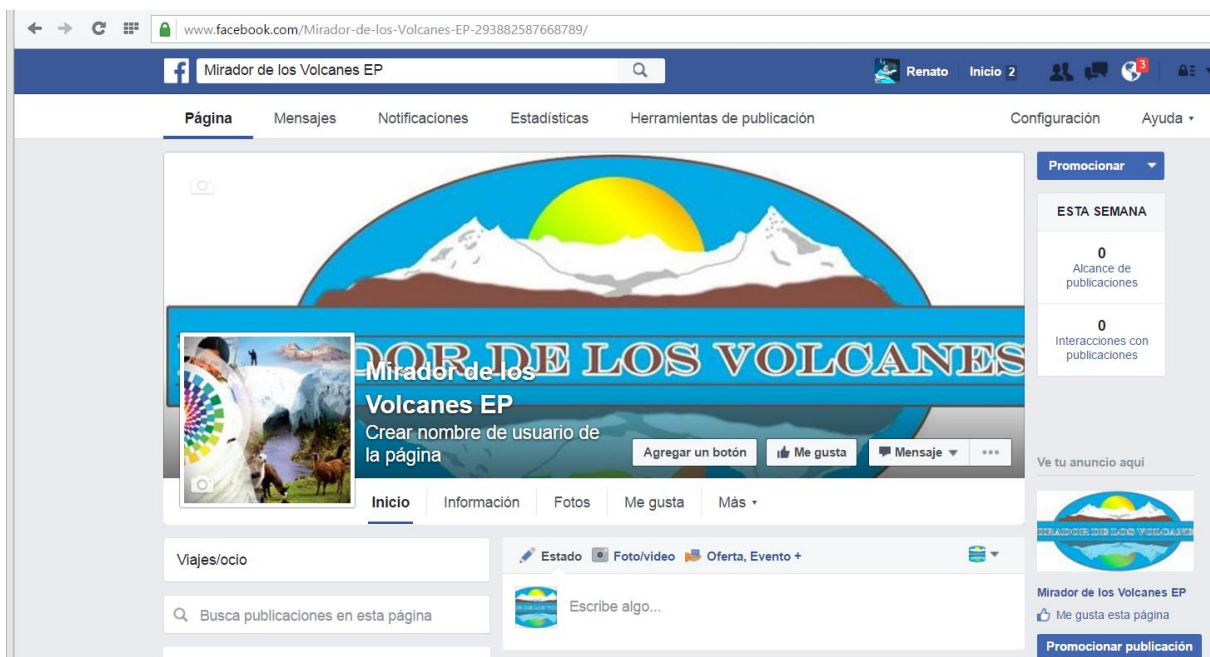 www.facebook.com/Mirador-de-los-Volcanes-EP-293882587668789/
Mirador de los Volcanes EP
Renato Inicio 2 3
Página Mensajes Notificaciones Estadísticas Herramientas de publicación Configuración Ayuda
Promocionar
ESTA SEMANA
0
Alcance de
publicaciones
0
Interacciones con
publicaciones
DOR DE LOS VOLCANES
Mirador de los
Volcanes EP
Crear nombre de usuario de
la página
Agregar un botón Me gusta Mensaje
Inicio Información Fotos Me gusta Más
Ve tu anuncio aquí
Viajes/ocio
Estado Foto/video Oferta, Evento +
Busca publicaciones en esta página
Escribe algo...
MIRADOR DE LOS VOLCANE
Mirador de los Volcanes EP
Me gusta esta página
Promocionar publicación